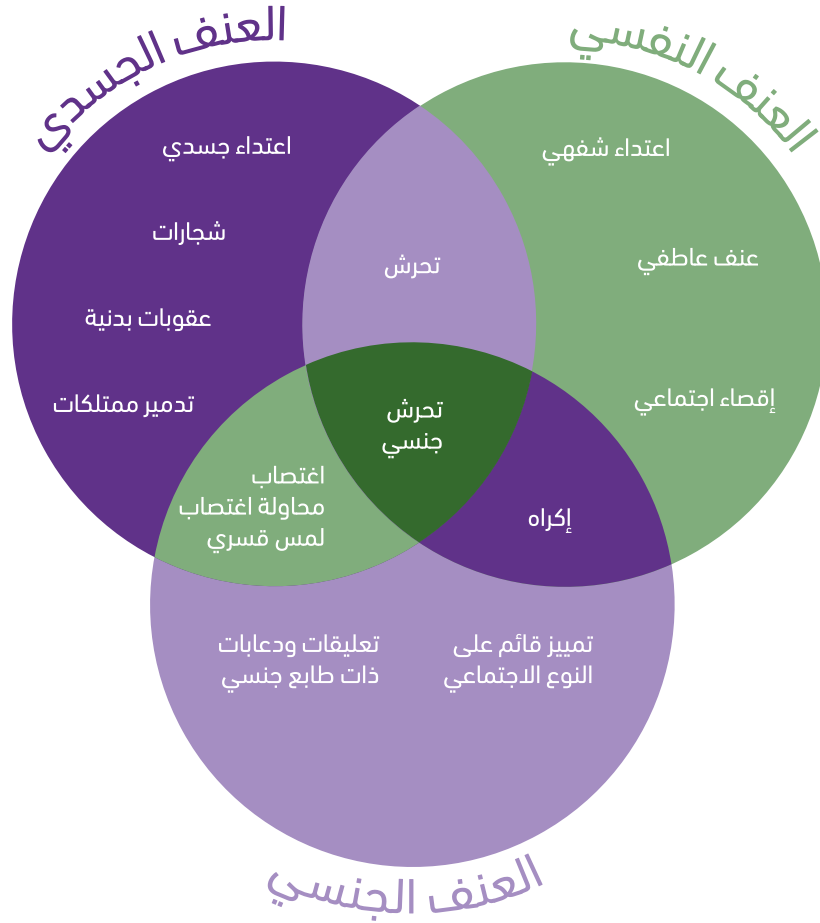 العنف النفسي
العنف الجسدي
اعتداء شفهي
عنف عاطفي
إقصاء اجتماعي
اعتداء جسدي
شجارات
عقوبات بدنية
تدمير ممتلكات
تحرش
تحرش
جنسي
إكراه
اغتصاب
محاولة اغتصاب
لمس قسري
تمييز قائم على
النوع الاجتماعي
تعليقات ودعابات
ذات طابع جنسي
العنف الجنسي